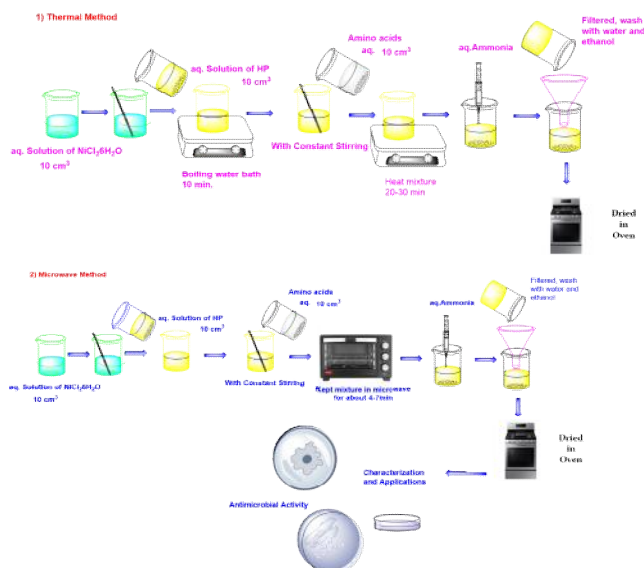 1) Thermal Method
Filtered, wash
with water and
ethanol
Amino acids
aq. 10 cm³
aq. Solution of HP
10 cm³
aq.Ammonia
aq. Solution of NiCl₂6H₂O
10 cm³
With Constant Stirring
Boiling water bath
10 min.
Heat mixture
20-30 min
Dried
in
Oven
2) Microwave Method
Filtered, wash
with water and
ethanol
Amino acids
aq. 10 cm³
aq. Solution of HP
10 cm³
aq.Ammonia
aq. Solution of NiCl₂6H₂O
10 cm³
With Constant Stirring
Kept mixture in microwave
for about 4-7min
Dried
in
Oven
Characterization
and Applications
Antimicrobial Activity